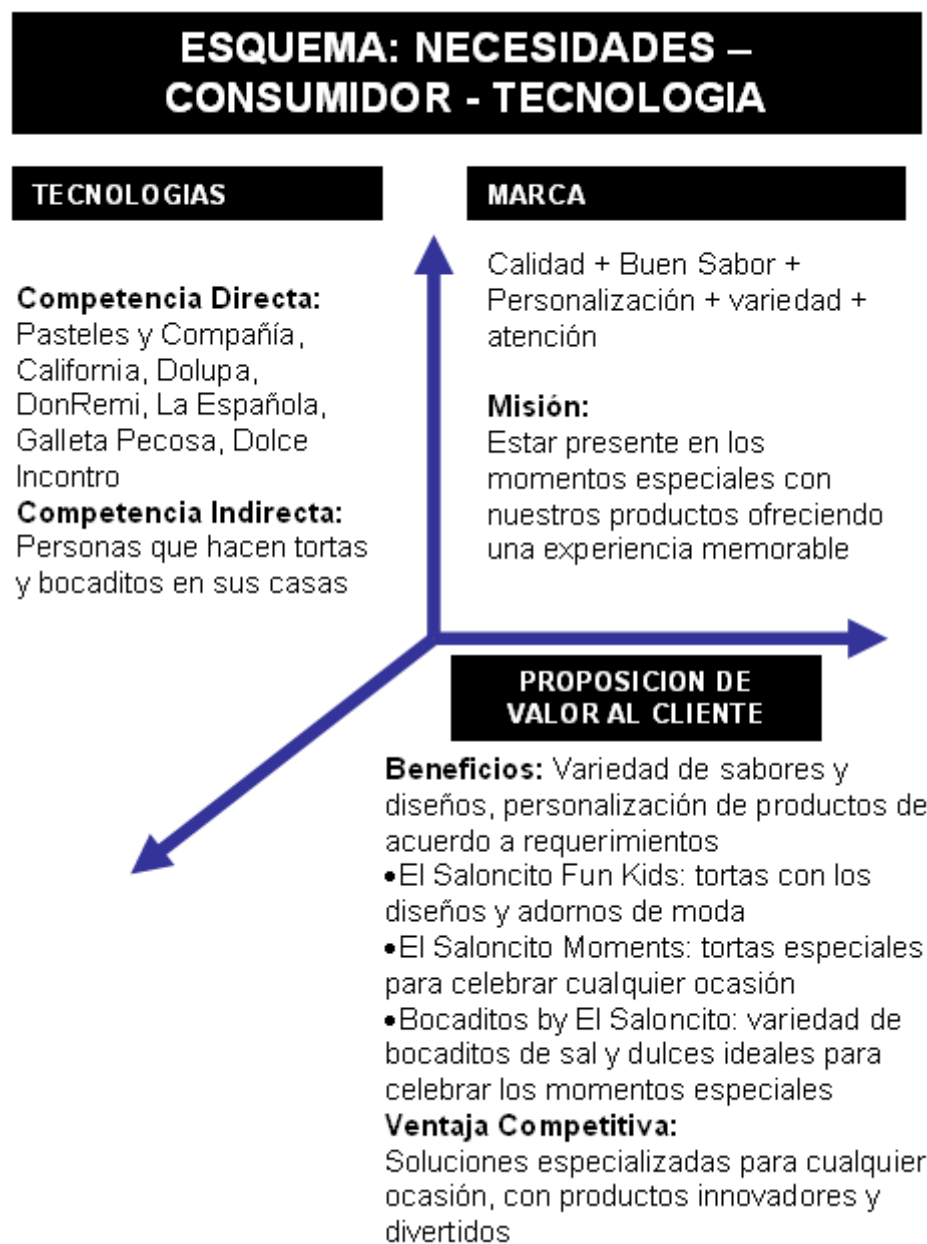 ESQUEMA: NECESIDADES –
CONSUMIDOR - TECNOLOGIA
TECNOLOGIAS
Competencia Directa:
Pasteles y Compañía,
California, Dolupa,
DonRemi, La Española,
Galleta Pecosa, Dolce
Incontro
Competencia Indirecta:
Personas que hacen tortas
y bocaditos en sus casas
MARCA
Calidad + Buen Sabor +
Personalización + variedad +
atención
Misión:
Estar presente en los
momentos especiales con
nuestros productos ofreciendo
una experiencia memorable
PROPOSICION DE
VALOR AL CLIENTE
Beneficios: Variedad de sabores y
diseños, personalización de productos de
acuerdo a requerimientos
•El Saloncito Fun Kids: tortas con los
diseños y adornos de moda
•El Saloncito Moments: tortas especiales
para celebrar cualquier ocasión
•Bocaditos by El Saloncito: variedad de
bocaditos de sal y dulces ideales para
celebrar los momentos especiales
Ventaja Competitiva:
Soluciones especializadas para cualquier
ocasión, con productos innovadores y
divertidos